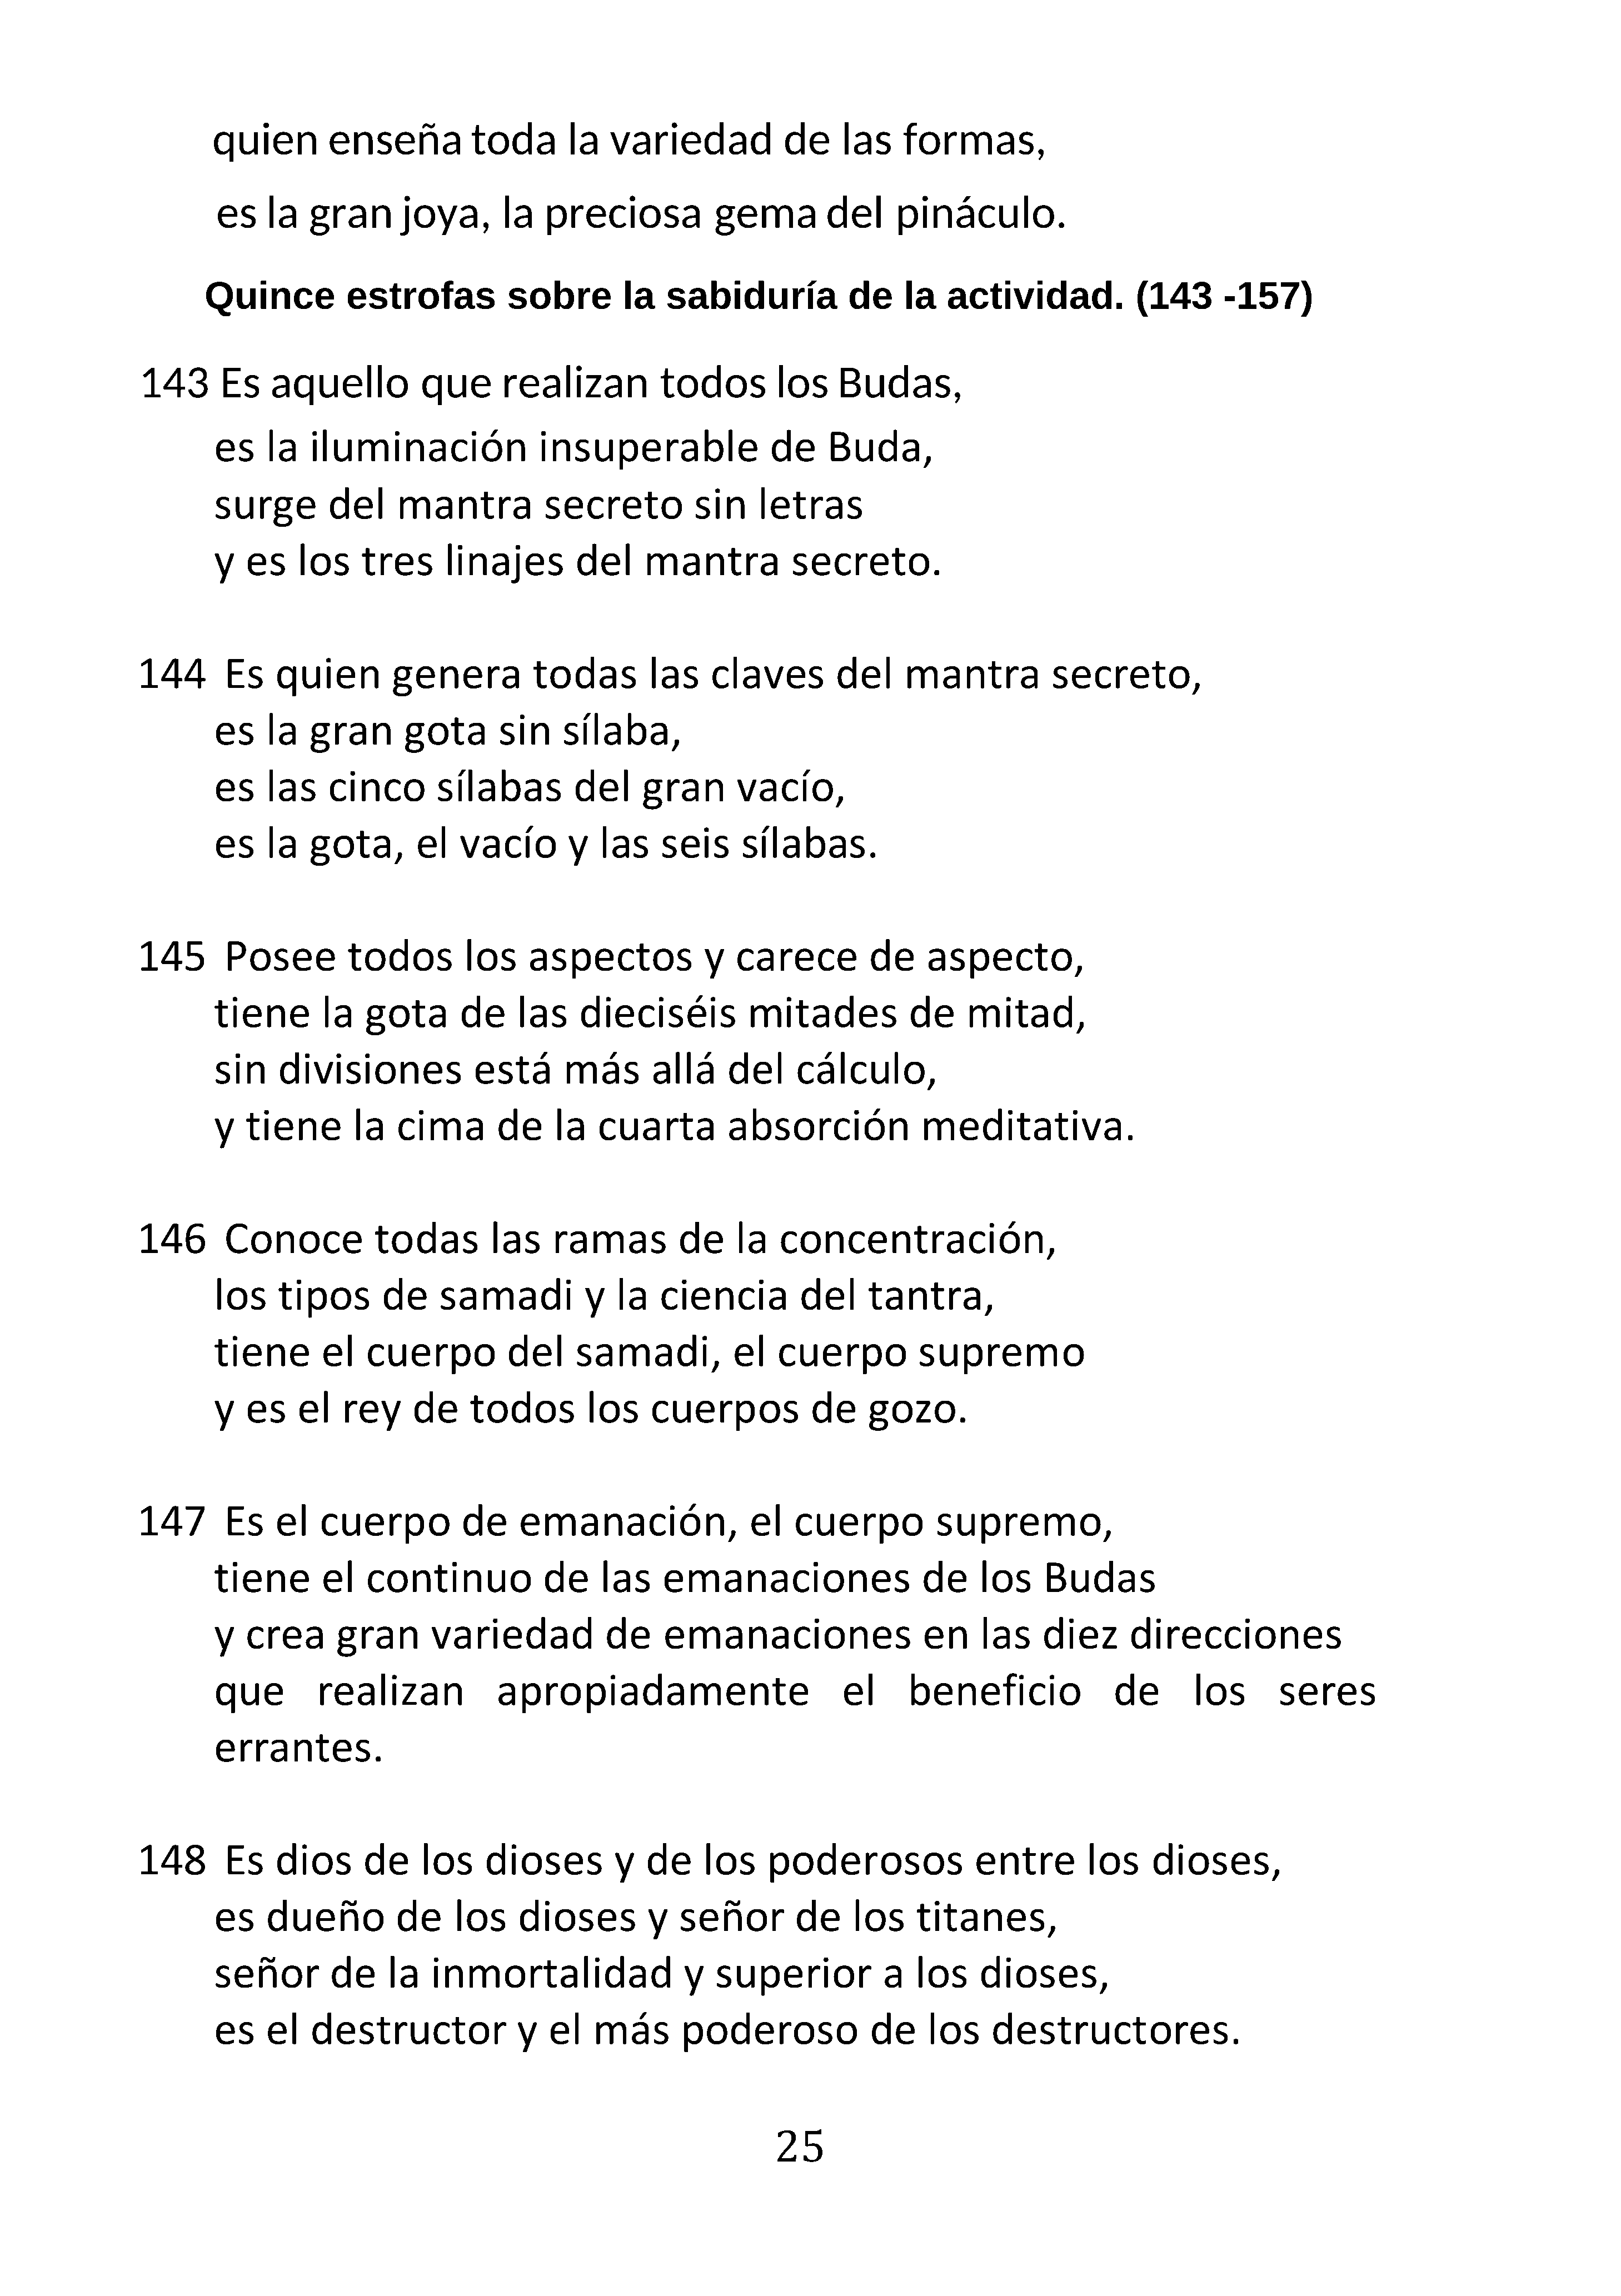 quien enseña toda la variedad de las formas,
es la gran joya, la preciosa gema del pináculo.
Quince estrofas sobre la sabiduría de la actividad. (143 -157)
143 Es aquello que realizan todos los Budas,
es la iluminación insuperable de Buda,
surge del mantra secreto sin letras
y es los tres linajes del mantra secreto.
144 Es quien genera todas las claves del mantra secreto,
es la gran gota sin sílaba,
es las cinco sílabas del gran vacío,
es la gota, el vacío y las seis sílabas.
145 Posee todos los aspectos y carece de aspecto,
tiene la gota de las dieciséis mitades de mitad,
sin divisiones está más allá del cálculo,
y tiene la cima de la cuarta absorción meditativa.
146 Conoce todas las ramas de la concentración,
los tipos de samadi y la ciencia del tantra,
tiene el cuerpo del samadi, el cuerpo supremo
y es el rey de todos los cuerpos de gozo.
147 Es el cuerpo de emanación, el cuerpo supremo,
tiene el continuo de las emanaciones de los Budas
y crea gran variedad de emanaciones en las diez direcciones
que realizan apropiadamente el beneficio de los seres
errantes.
148 Es dios de los dioses y de los poderosos entre los dioses,
es dueño de los dioses y señor de los titanes,
señor de la inmortalidad y superior a los dioses,
es el destructor y el más poderoso de los destructores.
25